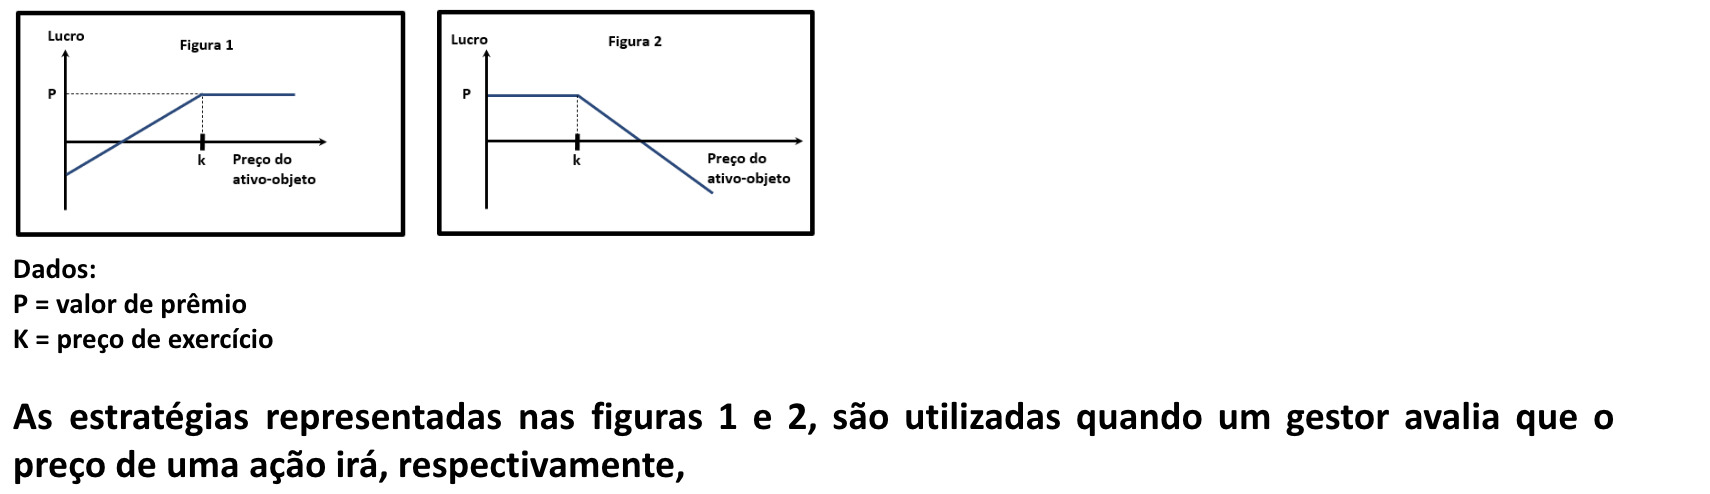 Lucro
Figura 1
P
k
Preço do
ativo-objeto
Lucro
Figura 2
P
k
Preço do
ativo-objeto
Dados:
P = valor de prêmio
K = preço de exercício
As estratégias representadas nas figuras 1 e 2, são utilizadas quando um gestor avalia que o
preço de uma ação irá, respectivamente,